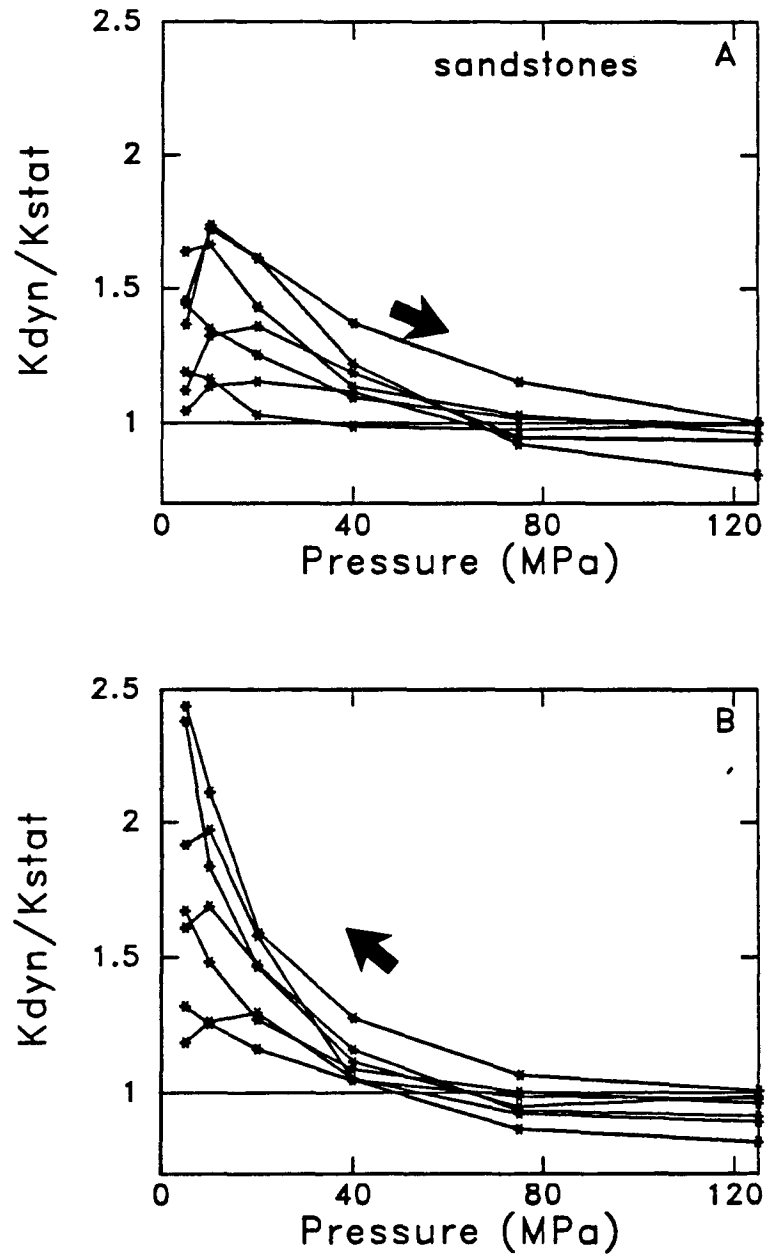 2.5
A
sandstones
2
Kdyn/Kstat
1.5
1
0 40 80 120
Pressure (MPa)
2.5
B
2
Kdyn/Kstat
1.5
1
0 40 80 120
Pressure (MPa)